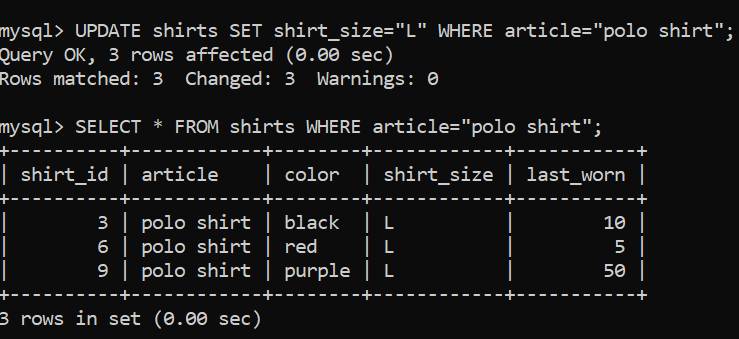 mysql> UPDATE shirts SET shirt_size="L" WHERE article="polo shirt";
Query OK, 3 rows affected (0.00 sec)
Rows matched: 3  Changed: 3  Warnings: 0

mysql> SELECT * FROM shirts WHERE article="polo shirt";
+----------+------------+--------+------------+-----------+
| shirt_id | article    | color  | shirt_size | last_worn |
+----------+------------+--------+------------+-----------+
|        3 | polo shirt | black  | L          |        10 |
|        6 | polo shirt | red    | L          |         5 |
|        9 | polo shirt | purple | L          |        50 |
+----------+------------+--------+------------+-----------+
3 rows in set (0.00 sec)